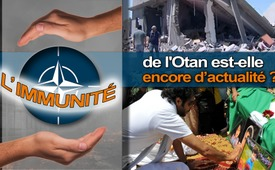 L'IMMUNITÉ
de l'Otan est-elle
encore d'actualité ?